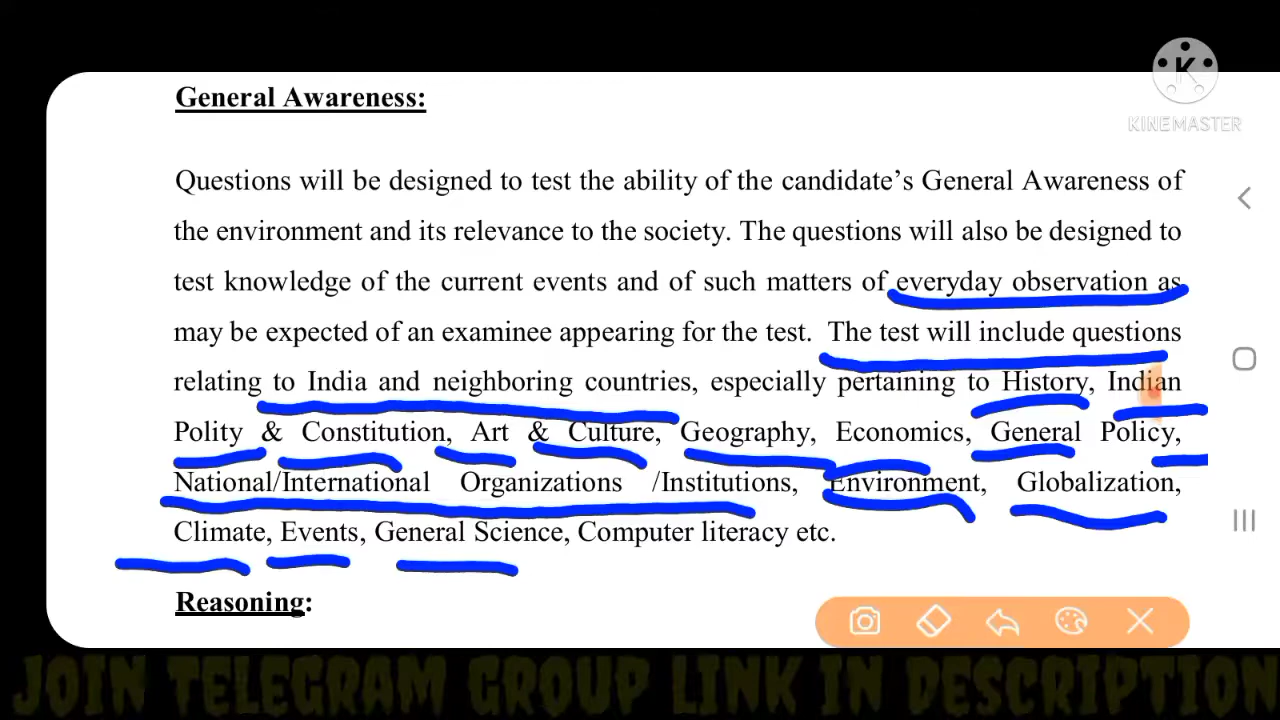 General Awareness:
KINEMASTER
Questions will be designed to test the ability of the candidate’s General Awareness of
the environment and its relevance to the society. The questions will also be designed to
test knowledge of the current events and of such matters of everyday observation as
may be expected of an examinee appearing for the test. The test will include questions
relating to India and neighboring countries, especially pertaining to History, Indian
Polity & Constitution, Art & Culture, Geography, Economics, General Policy,
National/International Organizations /Institutions, Environment, Globalization,
Climate, Events, General Science, Computer literacy etc.
Reasoning:
JOIN TELEGRAM GROUP LINK IN DESCRIPTION